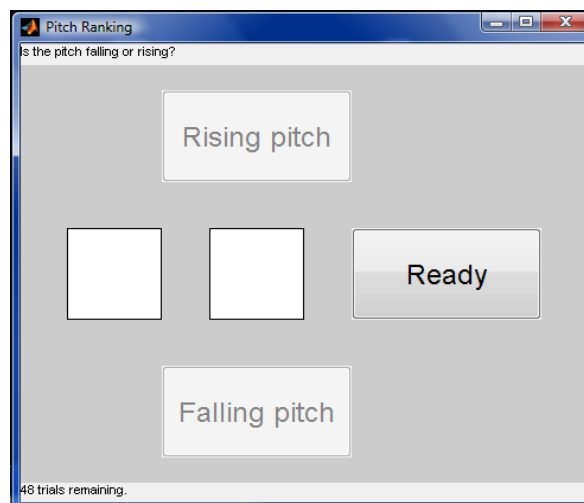 Pitch Ranking
Is the pitch falling or rising?
Rising pitch
Ready
Falling pitch
48 trials remaining.